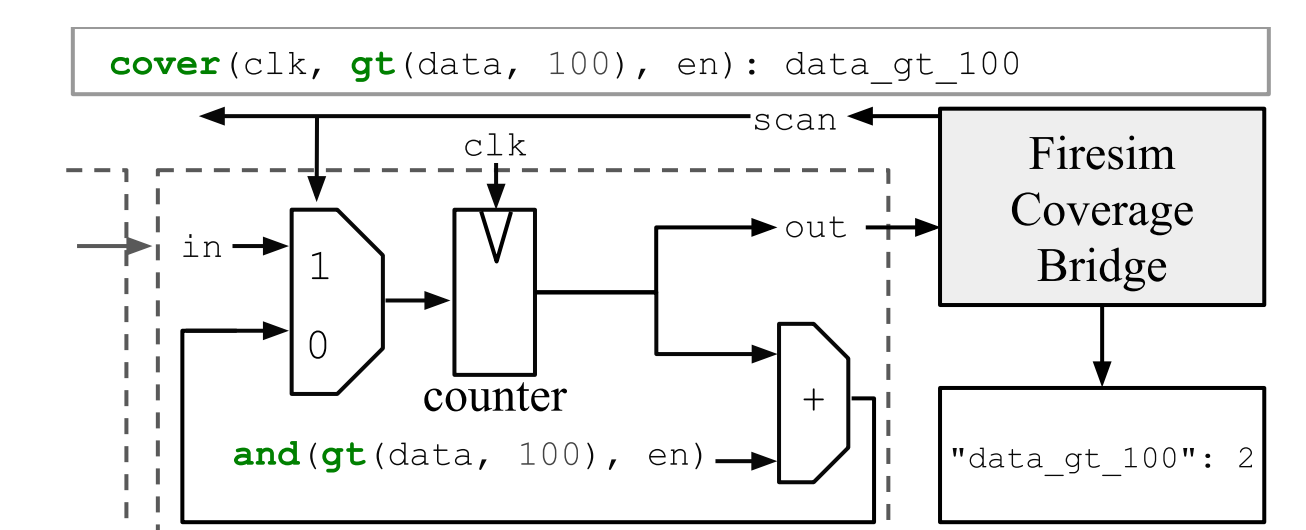 cover(clk, gt(data, 100), en): data_gt_100
scan
clk
Firesim
Coverage
Bridge
in
1
0
out
counter
+
and(gt(data, 100), en)
"data_gt_100": 2